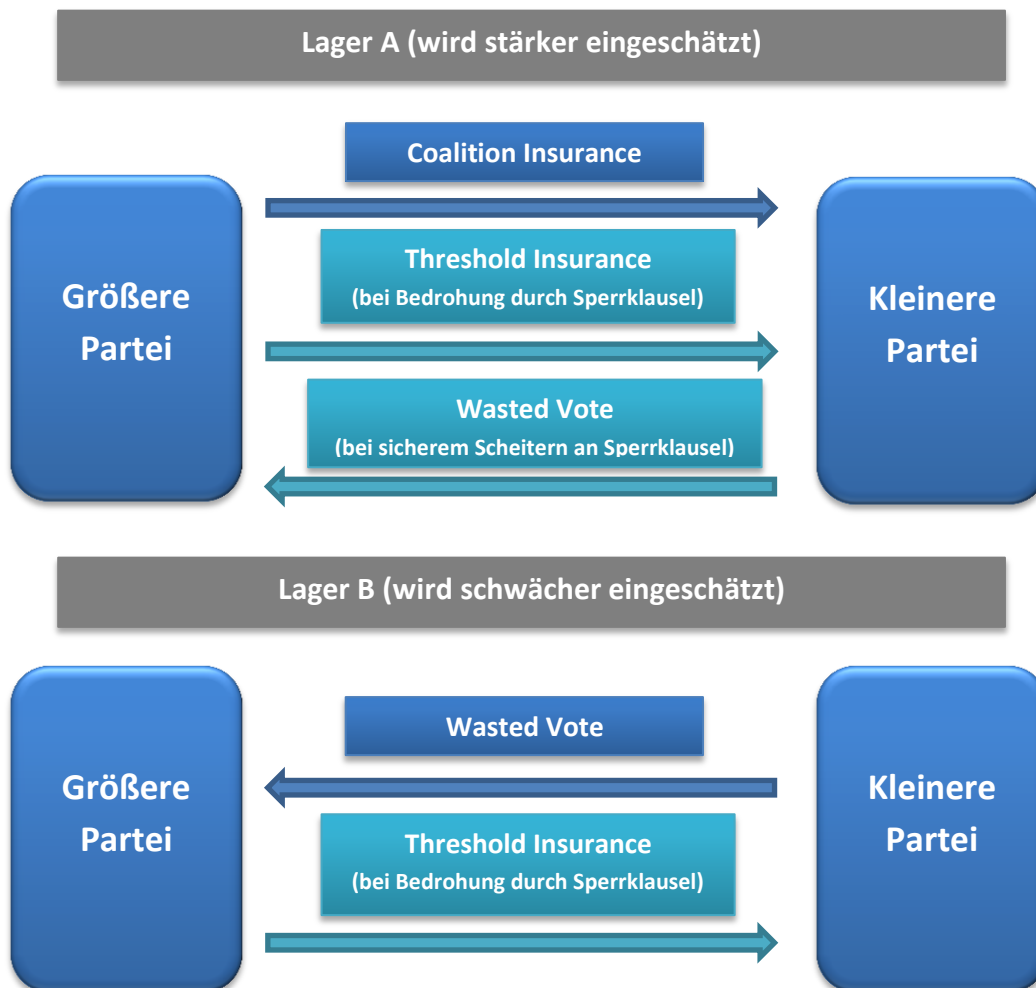 Lager A (wird stärker eingeschätzt)
Coalition Insurance
Größere
Partei
Threshold Insurance
(bei Bedrohung durch Sperrklausel)
Kleinere
Partei
Wasted Vote
(bei sicherem Scheitern an Sperrklausel)
Lager B (wird schwächer eingeschätzt)
Größere
Partei
Wasted Vote
Kleinere
Partei
Threshold Insurance
(bei Bedrohung durch Sperrklausel)